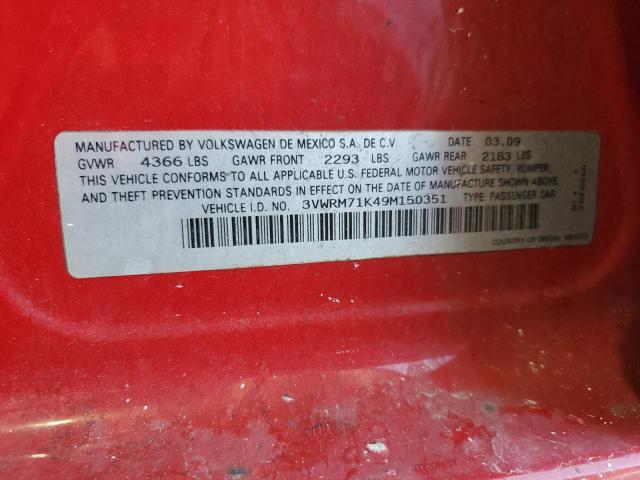 MANUFACTURED BY VOLKSWAGEN DE MEXICO S.A. DE C.V. DATE 03.09
GVWR 4366 LBS GAWR FRONT 2293 LBS GAWR REAR 2183 LBS
THIS VEHICLE CONFORMS TO ALL APPLICABLE U.S. FEDERAL MOTOR VEHICLE SAFETY, BUMPER,
AND THEFT PREVENTION STANDARDS IN EFFECT ON THE DATE OF MANUFACTURE SHOWN ABOVE.
VEHICLE I.D. NO. 3VWRM71K49M150351 TYPE: PASSENGER CAR
COUNTRY OF ORIGIN: MEXICO